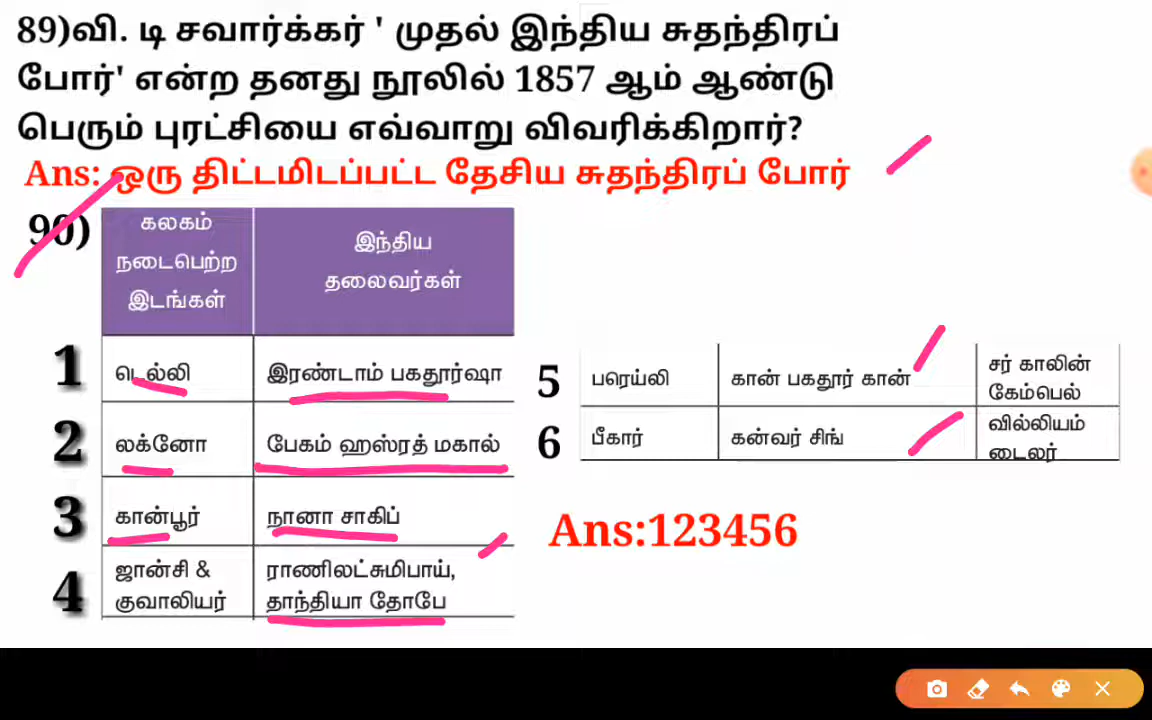 89)வி. டி சவார்க்கர் ' முதல் இந்திய சுதந்திரப்
போர்' என்ற தனது நூலில் 1857 ஆம் ஆண்டு
பெரும் புரட்சியை எவ்வாறு விவரிக்கிறார்?
Ans: ஒரு திட்டமிடப்பட்ட தேசிய சுதந்திரப் போர்
90)
கலகம்
நடைபெற்ற
இடங்கள்
இந்திய
தலைவர்கள்
1 டெல்லி இரண்டாம் பகதூர்ஷா
2 லக்னோ பேகம் ஹஸ்ரத் மகால்
3 கான்பூர் நானா சாகிப்
4 ஜான்சி & ராணிலட்சுமிபாய்,
குவாலியர் தாந்தியா தோபே
5 பரெய்லி கான் பகதூர் கான் சர் காலின்
கேம்பெல்
6 பீகார் கன்வர் சிங் வில்லியம்
டைலர்
Ans:123456